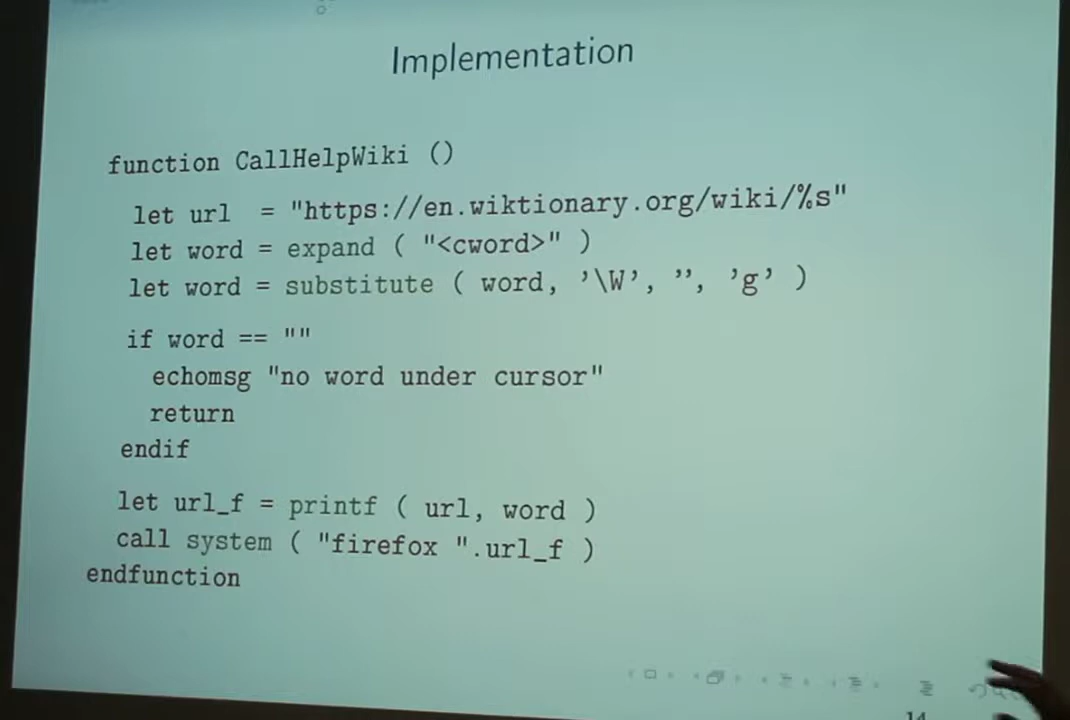 Implementation
function CallHelpWiki ()
let url = "https://en.wiktionary.org/wiki/%s"
let word = expand ( "<cword>" )
let word = substitute ( word, ’\W’, ’’, ’g’ )
if word == ""
echomsg "no word under cursor"
return
endif
let url_f = printf ( url, word )
call system ( "firefox ".url_f )
endfunction
14